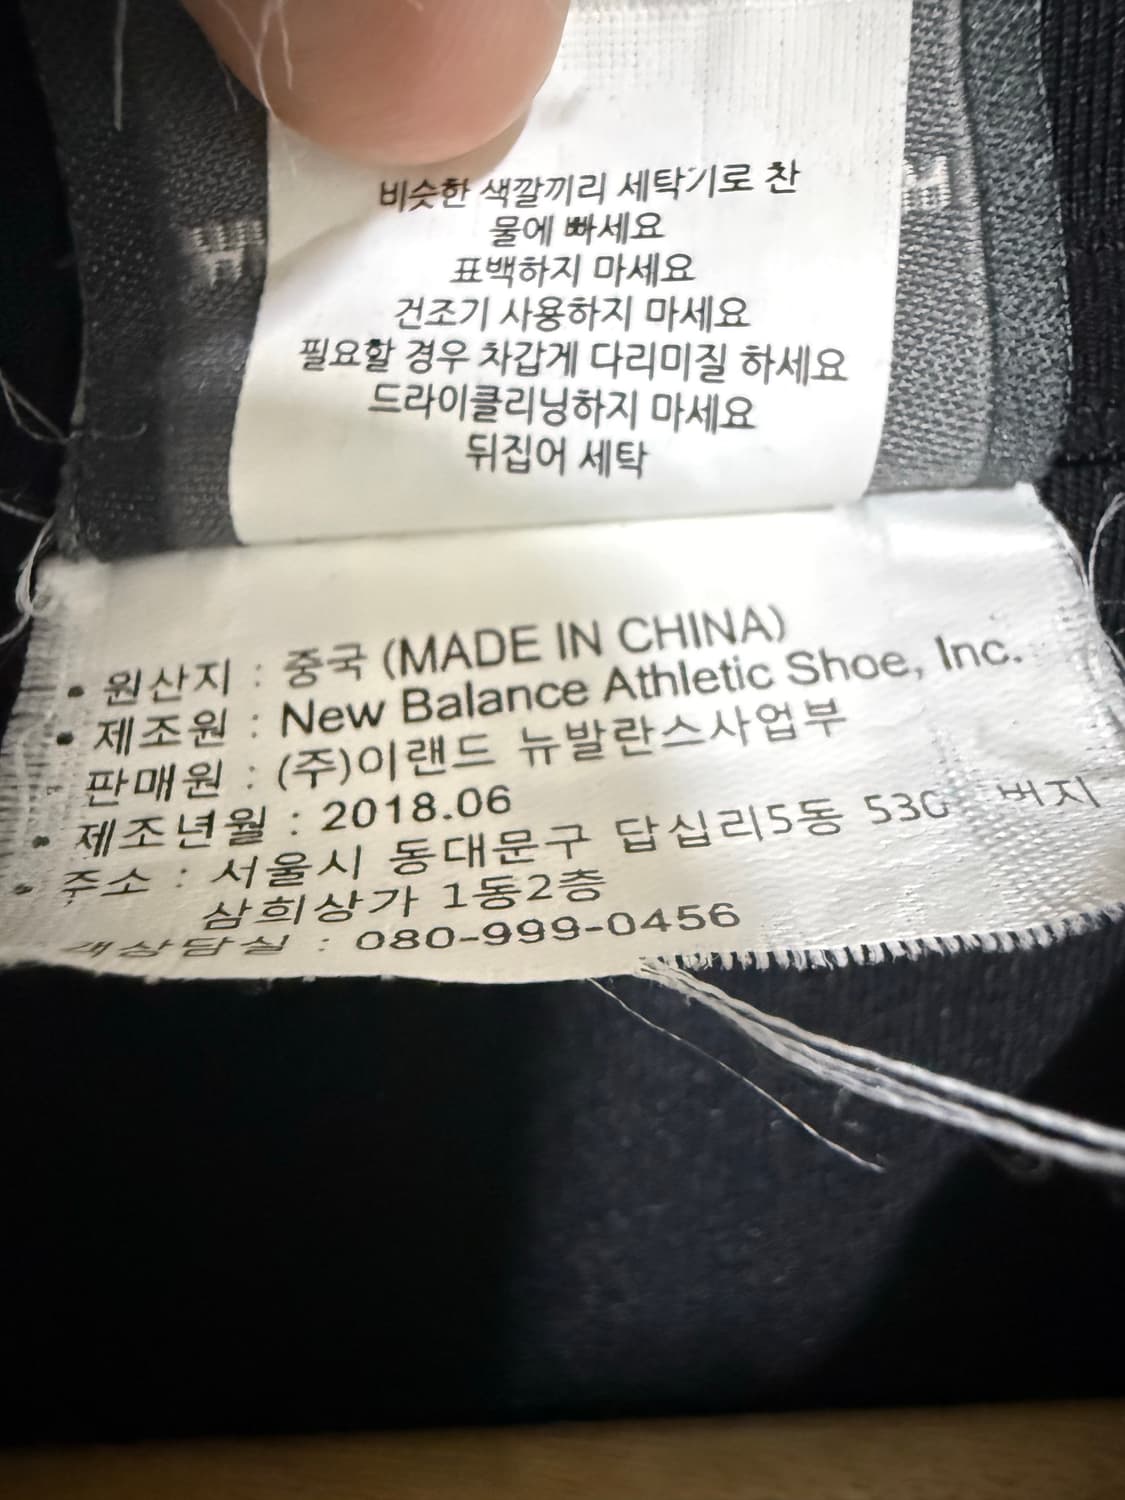 비슷한 색깔끼리 세탁기로 찬
물에 빠세요
표백하지 마세요
건조기 사용하지 마세요
필요할 경우 차갑게 다리미질 하세요
드라이클리닝하지 마세요
뒤집어 세탁
• 원산지 : 중국 (MADE IN CHINA)
• 제조원 : New Balance Athletic Shoe, Inc.
판매원 : (주)이랜드 뉴발란스사업부
• 제조년월 : 2018.06
• 주소 : 서울시 동대문구 답십리5동 530 번지
삼희상가 1동2층
: 080-999-0456